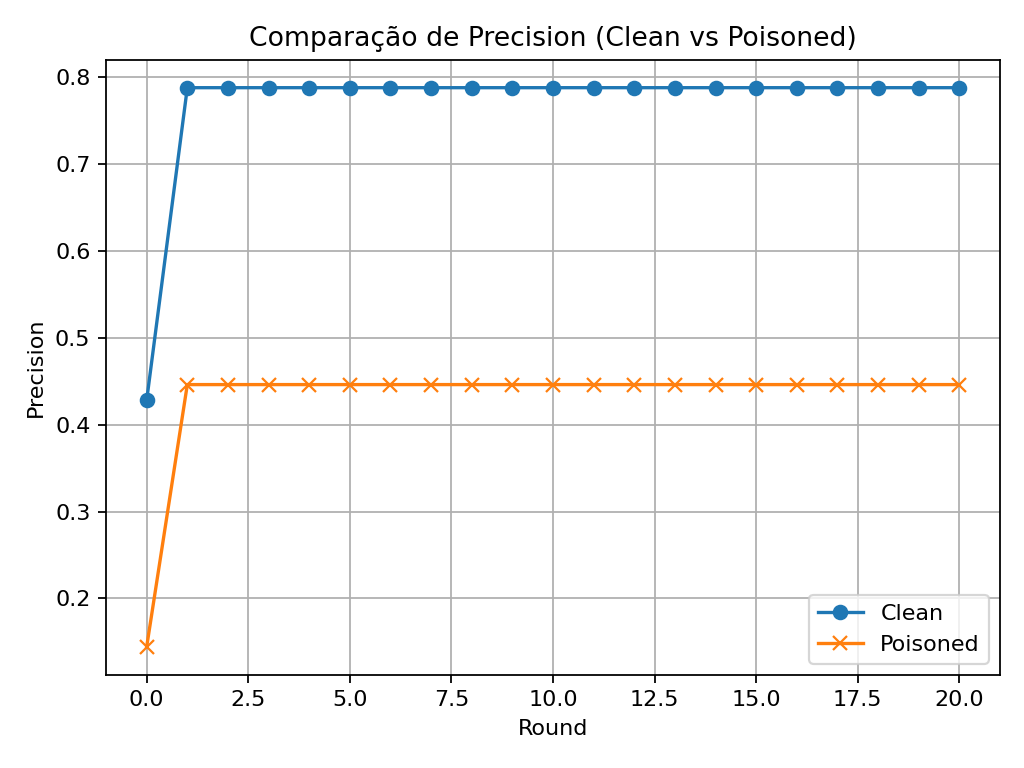 Comparação de Precision (Clean vs Poisoned)
Precision
0.8
0.7
0.6
0.5
0.4
0.3
0.2
Clean
Poisoned
0.0 2.5 5.0 7.5 10.0 12.5 15.0 17.5 20.0
Round